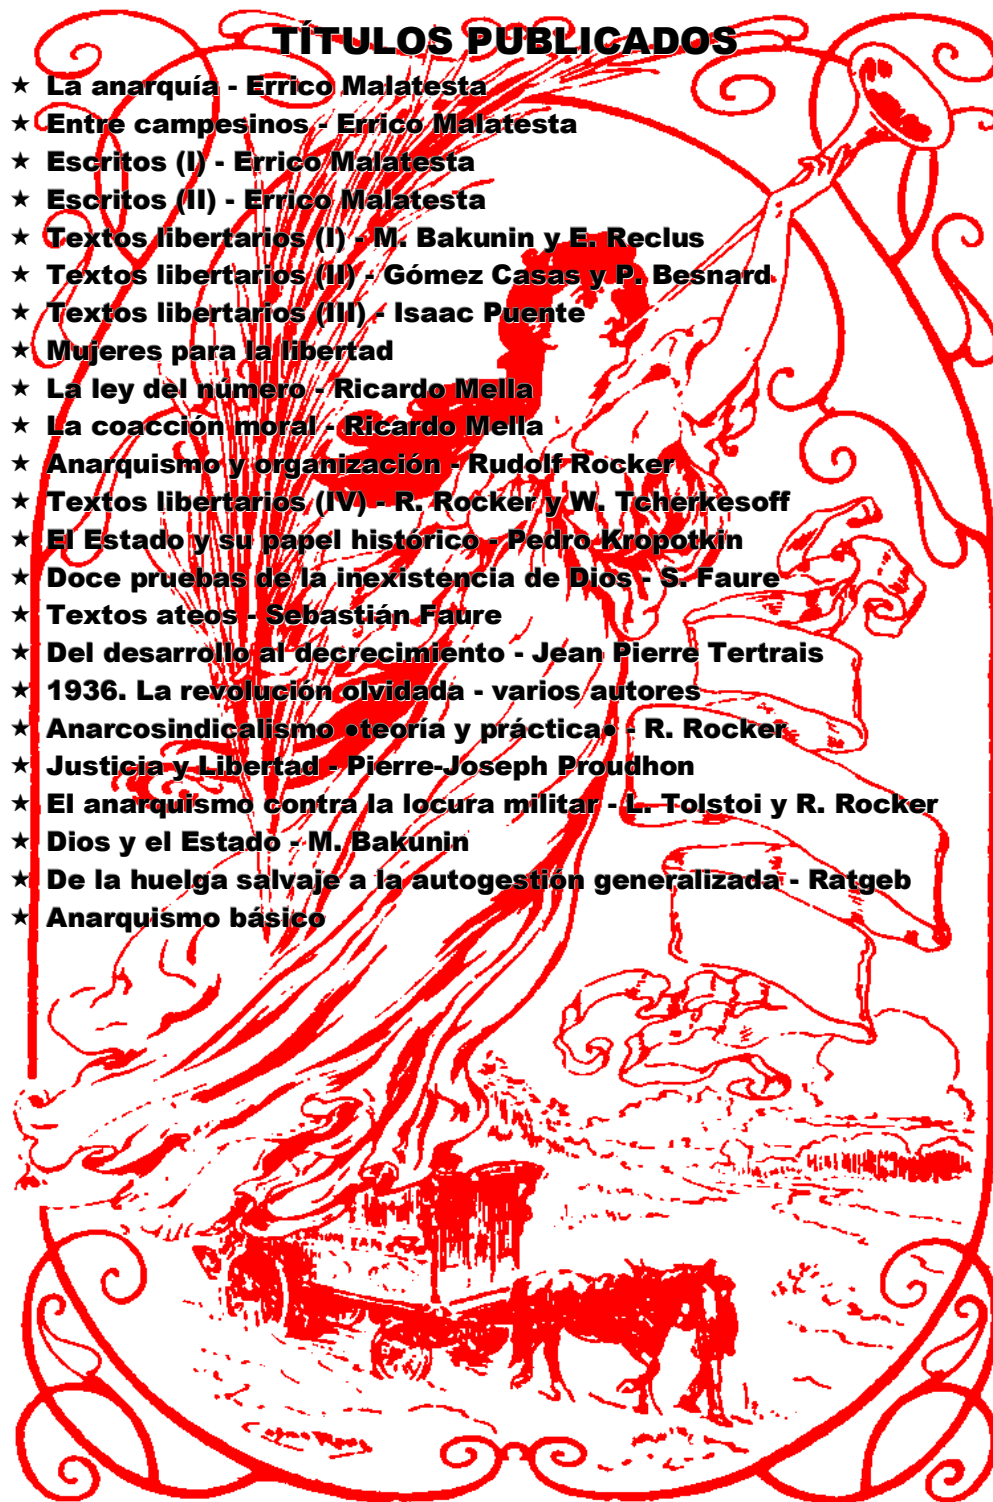 TÍTULOS PUBLICADOS
★ La anarquía - Errico Malatesta
★ Entre campesinos - Errico Malatesta
★ Escritos (I) - Errico Malatesta
★ Escritos (II) - Errico Malatesta
★ Textos libertarios (I) - M. Bakunin y E. Reclus
★ Textos libertarios (II) - Gómez Casas y P. Besnard
★ Textos libertarios (III) - Isaac Puente
★ Mujeres para la libertad
★ La ley del número - Ricardo Mella
★ La coacción moral - Ricardo Mella
★ Anarquismo y organización - Rudolf Rocker
★ Textos libertarios (IV) - R. Rocker y W. Tcherkesoff
★ El Estado y su papel histórico - Pedro Kropotkin
★ Doce pruebas de la inexistencia de Dios - S. Faure
★ Textos ateos - Sebastián Faure
★ Del desarrollo al decrecimiento - Jean Pierre Tertrais
★ 1936. La revolución olvidada - varios autores
★ Anarcosindicalismo ●teoría y práctica● - R. Rocker
★ Justicia y Libertad - Pierre-Joseph Proudhon
★ El anarquismo contra la locura militar - L. Tolstoi y R. Rocker
★ Dios y el Estado - M. Bakunin
★ De la huelga salvaje a la autogestión generalizada - Ratgeb
★ Anarquismo básico